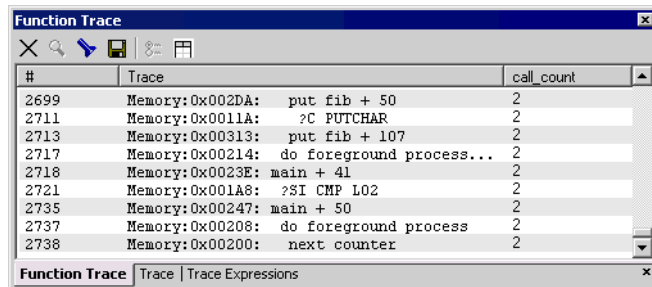 Function Trace
# Trace call_count
2699 Memory:0x002DA: put fib + 50 2
2711 Memory:0x0011A: ?C PUTCHAR 2
2713 Memory:0x00313: put fib + 107 2
2717 Memory:0x00214: do foreground process... 2
2718 Memory:0x0023E: main + 41 2
2721 Memory:0x001A8: ?SI CMP L02 2
2735 Memory:0x00247: main + 50 2
2737 Memory:0x00208: do foreground process 2
2738 Memory:0x00200: next counter 2
Function Trace Trace Trace Expressions